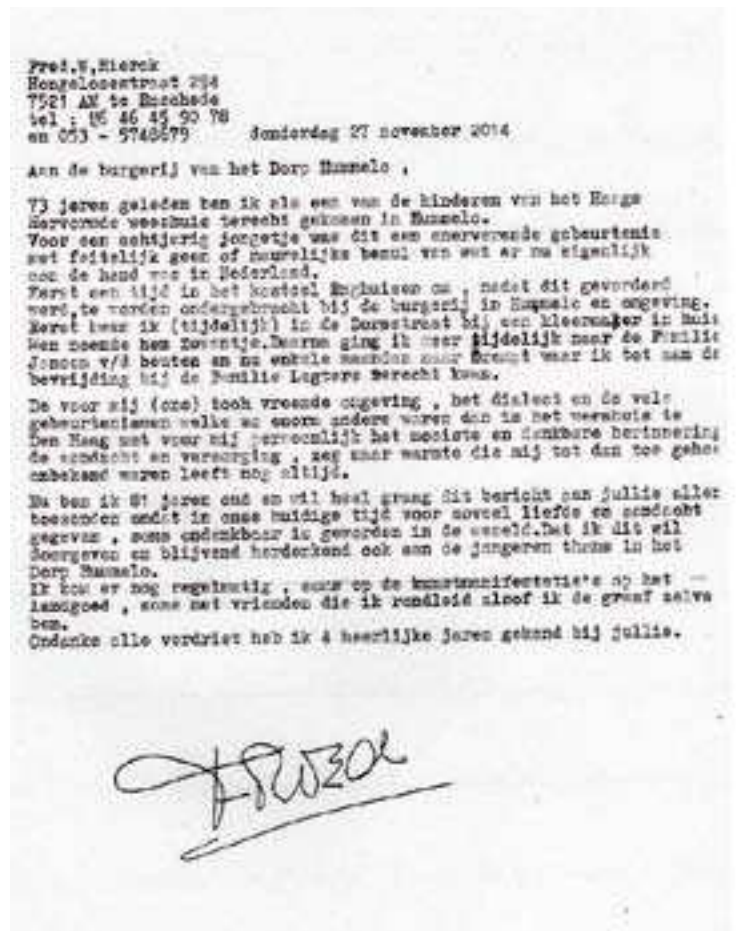 Fred.W,Hierck
Hengelosestraat 294
7521 AM te Enschede
tel : 06 46 45 90 78
en 053 - 5748679 donderdag 27 november 2014
Aan de burgerij van het Dorp Hummelo ,
73 jaren geleden ben ik als een van de kinderen van het Haags
Hervormde weeshuis terecht gekomen in Hummelo.
Voor een achtjarig jongetje was dit een enerverende gebeurtenis
met feitelijk geen of nauwelijks benul van wat er nu eigenlijk
aan de hand was in Nederland.
Eerst een tijd in het kasteel Enghuizen om , nadat dit gevorderd
werd,te worden ondergebracht bij de burgerij in Hummelo en omgeving.
Eerst kwam ik (tijdelijk) in de Dorpstraat bij een kleermaker in huis
Men noemde hem Zwentje.Daarna ging ik weer tijdelijk naar de Familie
Jansen v/d beuten en na enkele maanden naar Drempt waar ik tot aan de
bevrijding bij de Familie Legters terecht kwam.
De voor mij (ons) toch vreemde omgeving , het dialect en de vele
gebeurtenissen welke zo enorm anders waren dan in het weeshuis te
Den Haag met voor mij persoonlijk het mooiste en dankbare herinnering
de aandacht en verzorging , zeg maar warmte die mij tot dan toe gehee
onbekend waren leeft nog altijd.
Nu ben ik 81 jaren oud en wil heel graag dit bericht aan jullie allen
toezenden omdat in onze huidige tijd voor zoveel liefde en aandacht
gegeven , soms ondenkbaar is geworden in de wereld.Dat ik dit wil
doorgeven en blijvend herdenkend ook aan de jongeren thans in het
Dorp Hummelo.
Ik kom er nog regelmatig , soms op de kunstmanifestatie's op het
landgoed , soms met vrienden die ik rondleid alsof ik de graaf zelve
ben.
Ondanks alle verdriet heb ik 4 heerlijke jaren gekend bij jullie.